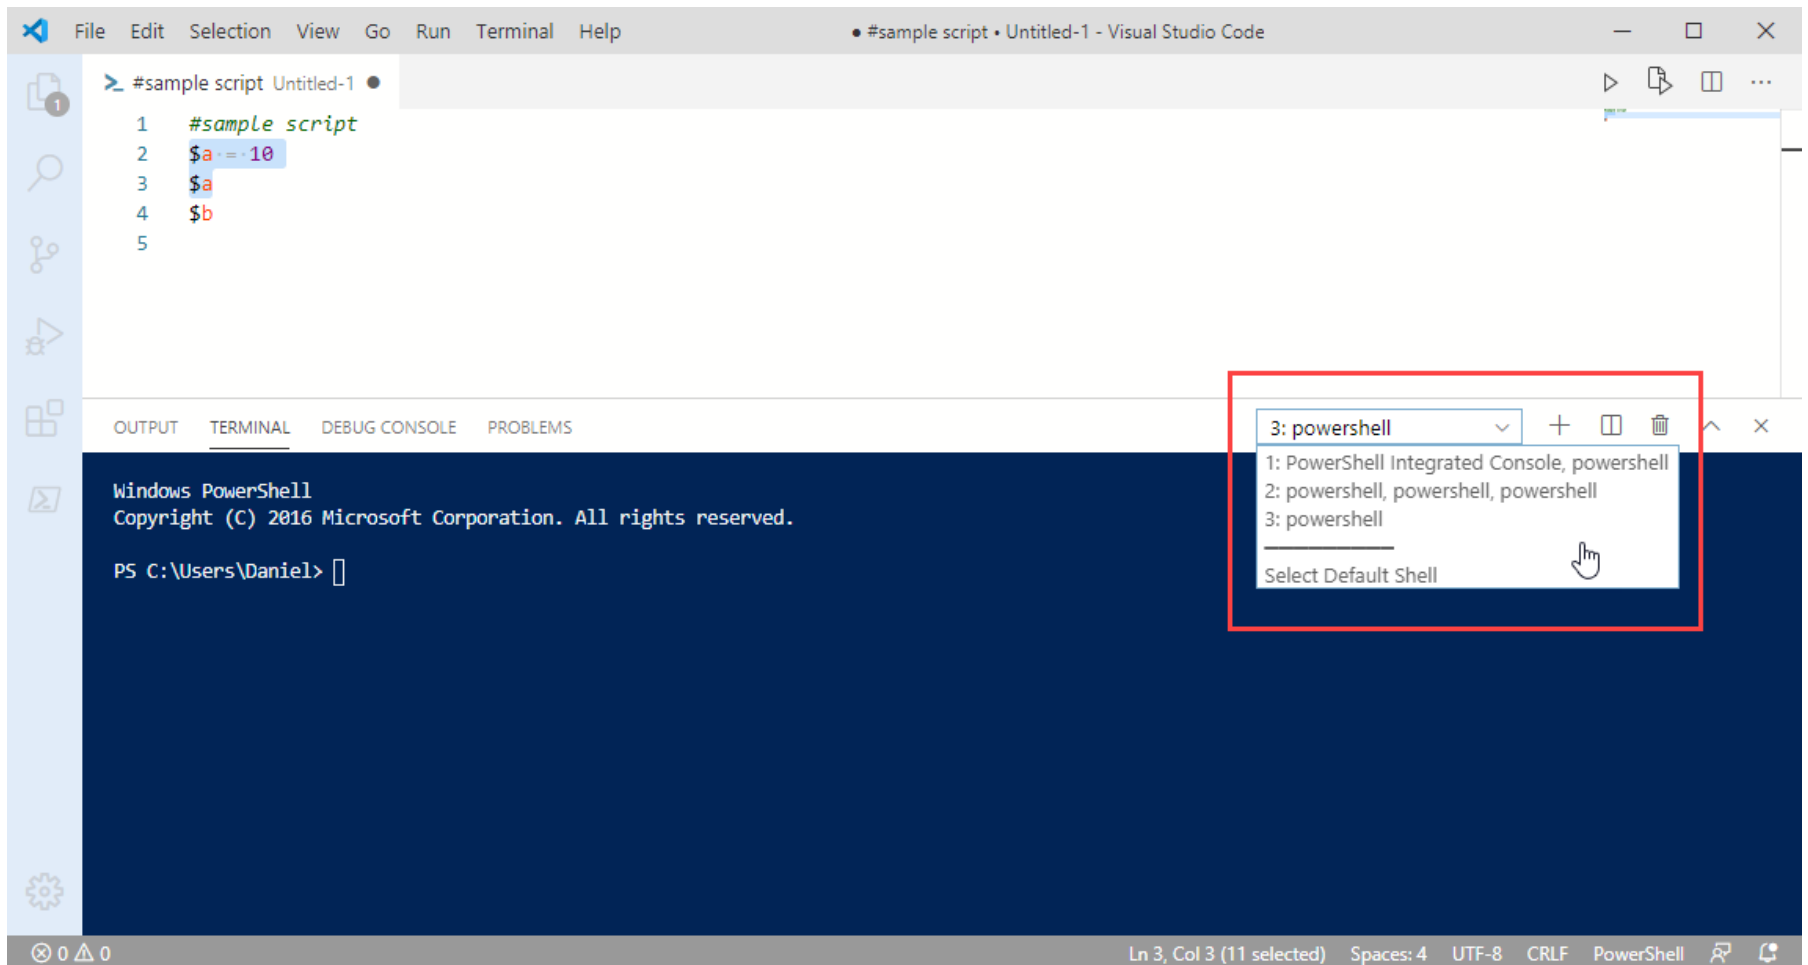 File Edit Selection View Go Run Terminal Help ● #sample script • Untitled-1 - Visual Studio Code
1
#sample script Untitled-1 ●
1 #sample script
2 $a = 10
3 $a
4 $b
5
OUTPUT TERMINAL DEBUG CONSOLE PROBLEMS 3: powershell
1: PowerShell Integrated Console, powershell
2: powershell, powershell, powershell
3: powershell
Select Default Shell
Windows PowerShell
Copyright (C) 2016 Microsoft Corporation. All rights reserved.
PS C:\Users\Daniel>
0 0 Ln 3, Col 3 (11 selected) Spaces: 4 UTF-8 CRLF PowerShell